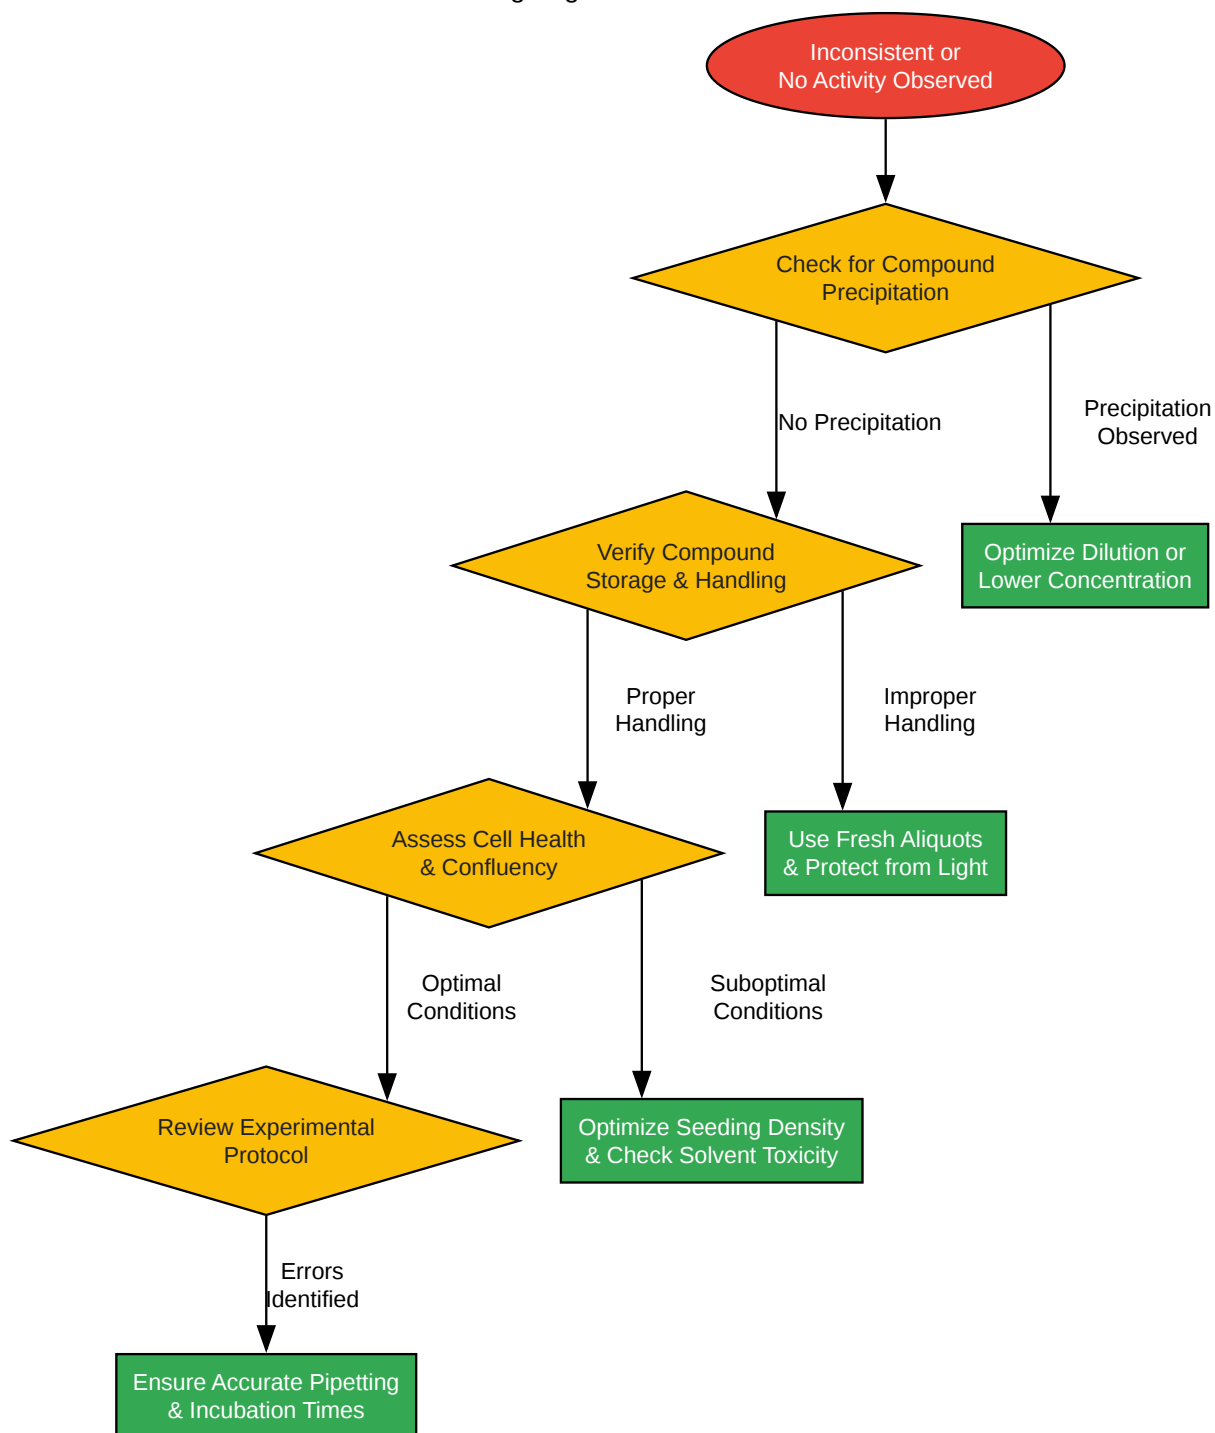 Inconsistent or
No Activity Observed
Check for Compound
Precipitation
No Precipitation
Precipitation
Observed
Verify Compound
Storage & Handling
Optimize Dilution or
Lower Concentration
Proper
Handling
Improper
Handling
Assess Cell Health
& Confluency
Use Fresh Aliquots
& Protect from Light
Optimal
Conditions
Suboptimal
Conditions
Review Experimental
Protocol
Optimize Seeding Density
& Check Solvent Toxicity
Errors
Identified
Ensure Accurate Pipetting
& Incubation Times